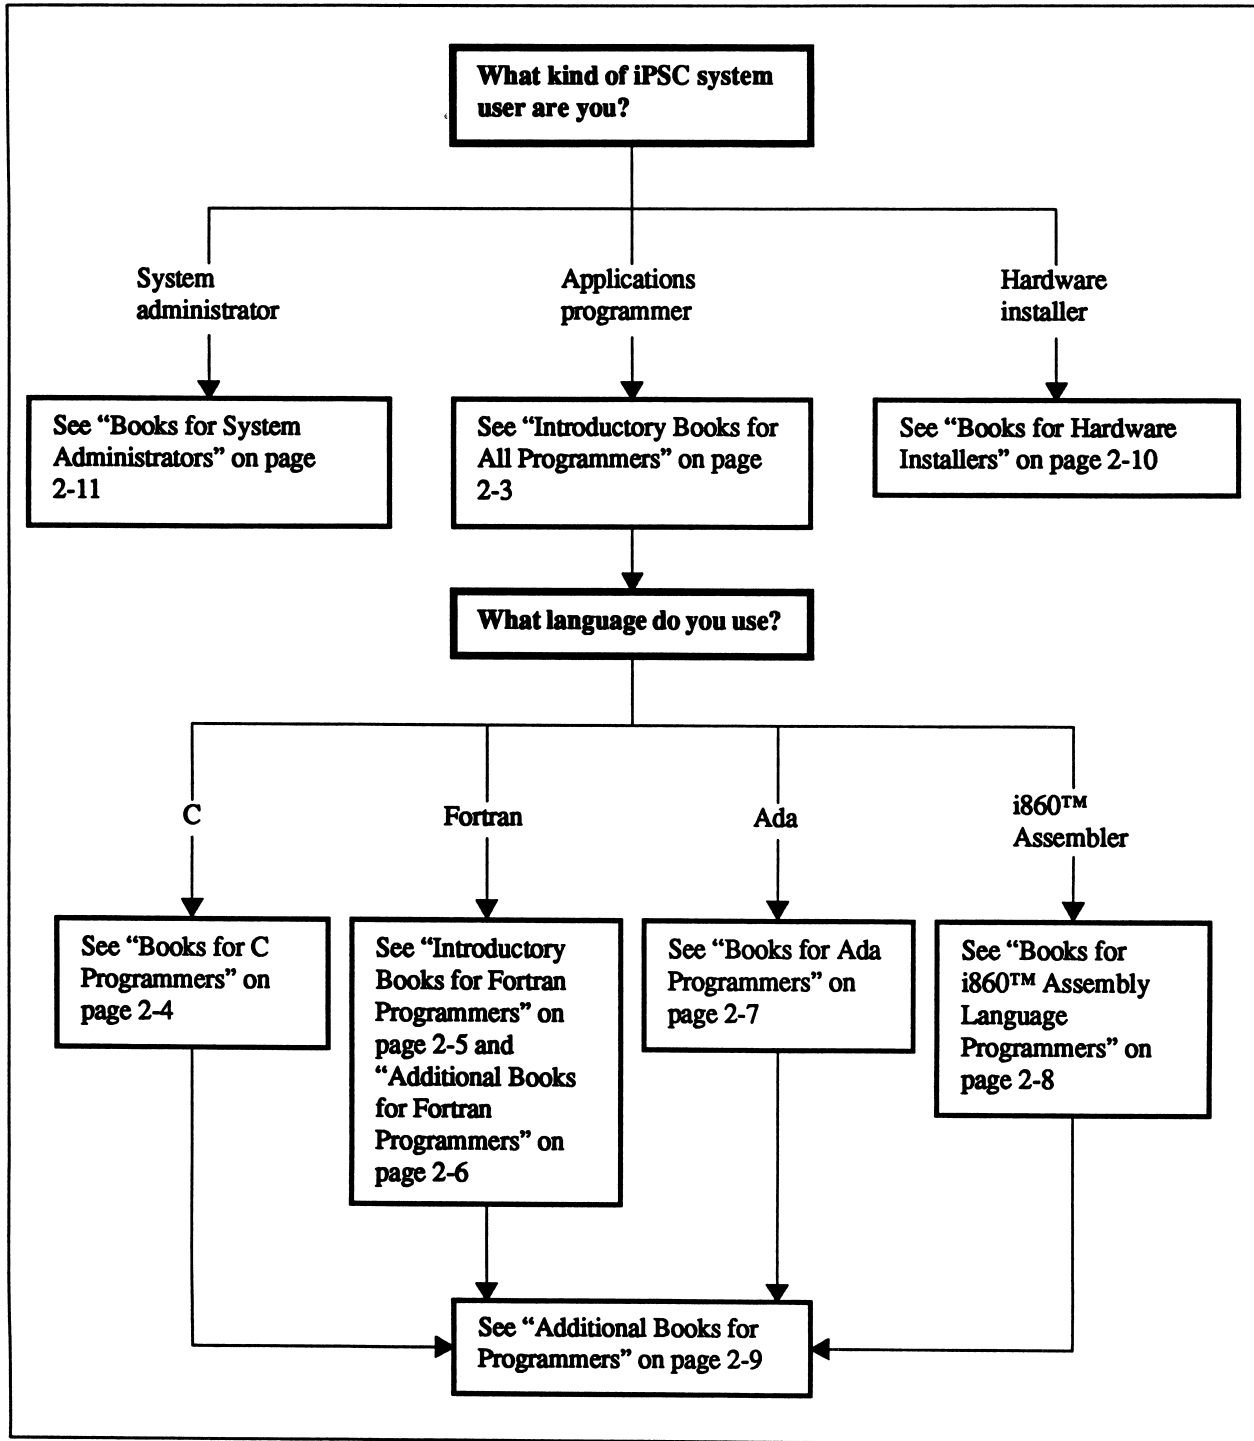 What kind of iPSC system
user are you?
System
administrator
Applications
programmer
Hardware
installer
See “Books for System
Administrators” on page
2-11
See “Introductory Books for
All Programmers” on page
2-3
See “Books for Hardware
Installers” on page 2-10
What language do you use?
C
Fortran
Ada
i860™
Assembler
See “Books for C
Programmers” on
page 2-4
See “Introductory
Books for Fortran
Programmers” on
page 2-5 and
“Additional Books
for Fortran
Programmers” on
page 2-6
See “Books for Ada
Programmers” on
page 2-7
See “Books for
i860™ Assembly
Language
Programmers” on
page 2-8
See “Additional Books for
Programmers” on page 2-9